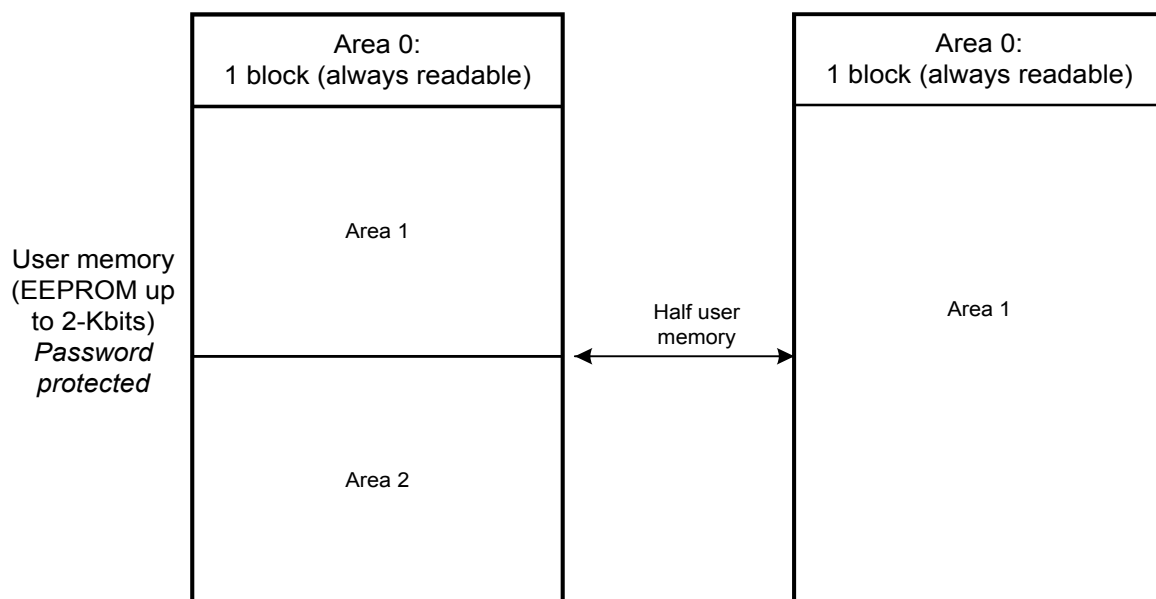 Area 0:
1 block (always readable)
Area 1
Area 2
User memory
(EEPROM up
to 2-Kbits)
Password
protected
Half user
memory
Area 0:
1 block (always readable)
Area 1